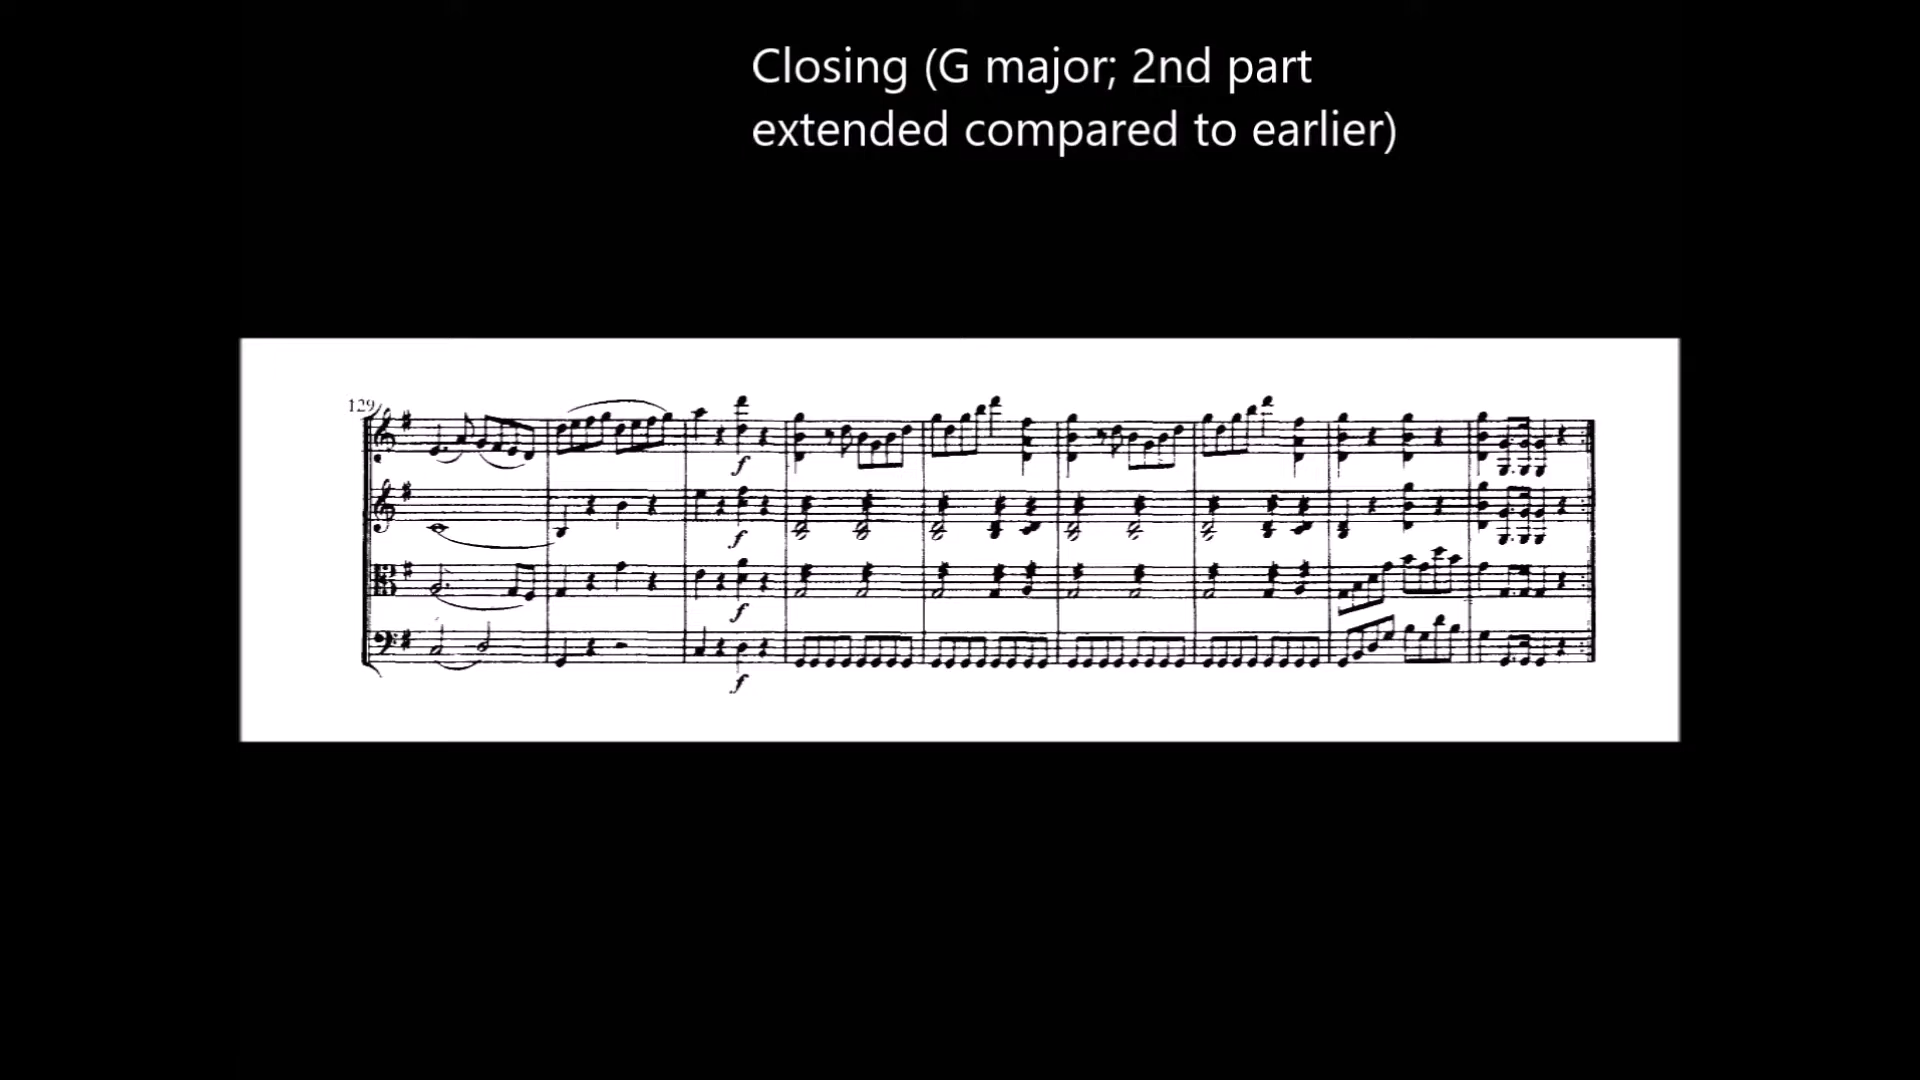 Closing (G major; 2nd part
extended compared to earlier)
129
f
f
f
f